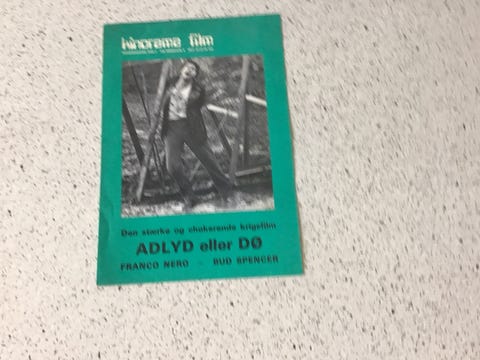 kinorama film
Den stærke og chokerende krigsfilm
ADLYD eller DØ
FRANCO NERO - BUD SPENCER